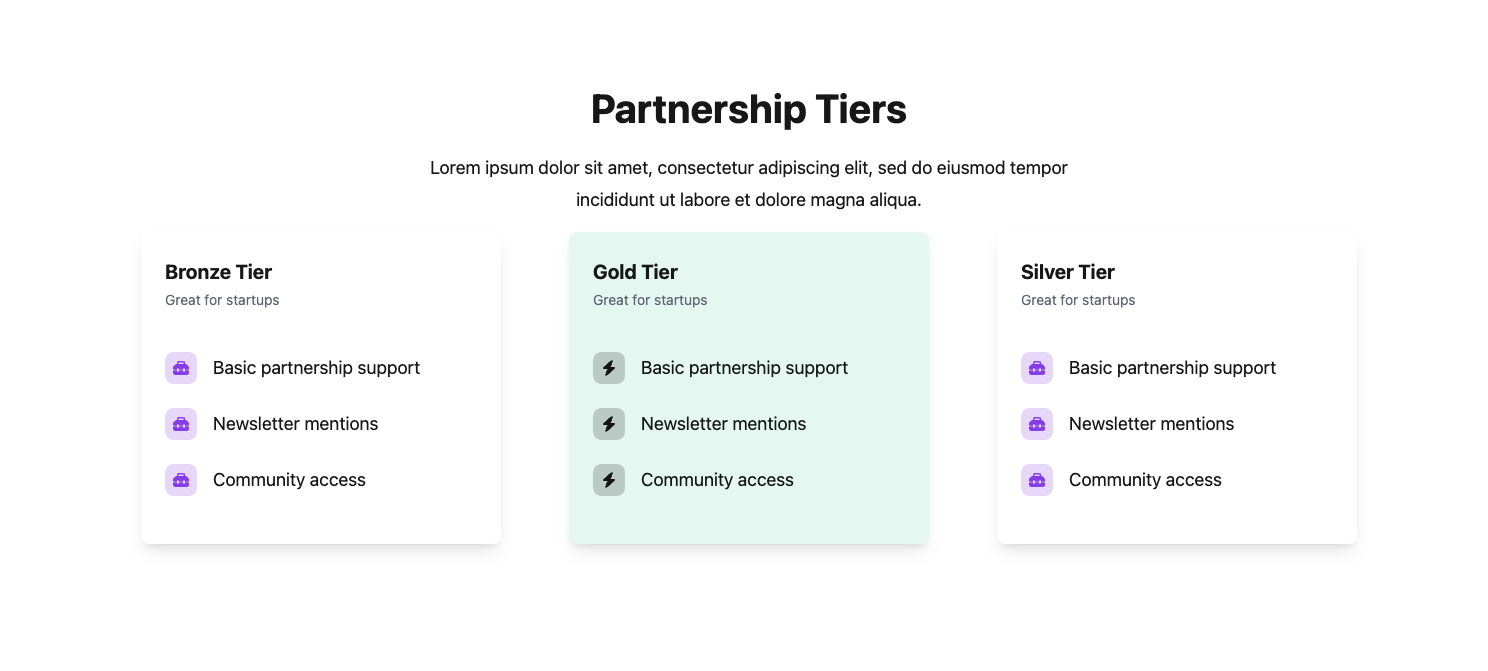 Partnership Tiers
Lorem ipsum dolor sit amet, consectetur adipiscing elit, sed do eiusmod tempor
incididunt ut labore et dolore magna aliqua.
Bronze Tier
Great for startups
Basic partnership support
Newsletter mentions
Community access
Gold Tier
Great for startups
Basic partnership support
Newsletter mentions
Community access
Silver Tier
Great for startups
Basic partnership support
Newsletter mentions
Community access